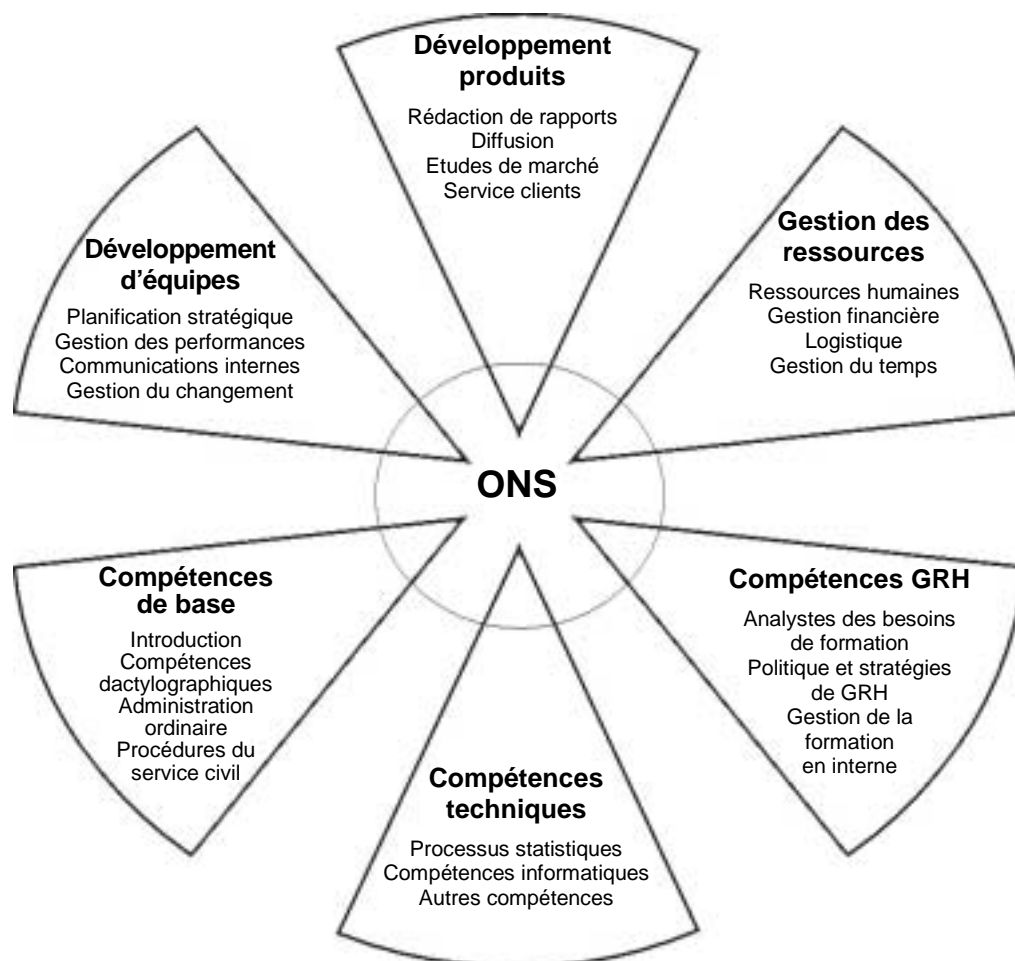 Développement
produits
Rédaction de rapports
Diffusion
Etudes de marché
Service clients
Gestion des
ressources
Ressources humaines
Gestion financière
Logistique
Gestion du temps
Développement
d’équipes
Planification stratégique
Gestion des performances
Communications internes
Gestion du changement
ONS
Compétences
de base
Introduction
Compétences
dactylographiques
Administration
ordinaire
Procédures du
service civil
Compétences GRH
Analystes des besoins
de formation
Politique et stratégies
de GRH
Gestion de la
formation
en interne
Compétences
techniques
Processus statistiques
Compétences informatiques
Autres compétences